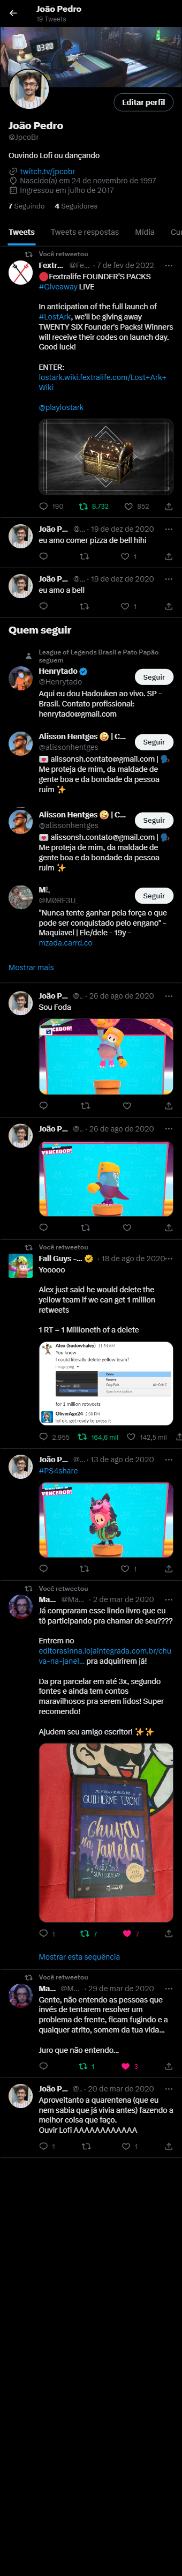 João Pedro
19 Tweets
Editar perfil
João Pedro
@JpcoBr
Ouvindo Lofi ou dançando
twitch.tv/jpcobr
Nascido(a) em 24 de novembro de 1997
Ingressou em julho de 2017
7 Seguindo 4 Seguidores
Tweets Tweets e respostas Mídia Cu
Você retweetou
Fextr... @Fe... · 7 de fev de 2022
🔴Fextralife FOUNDER'S PACKS
#Giveaway LIVE
In anticipation of the full launch of
#LostArk, we'll be giving away
TWENTY SIX Founder's Packs! Winners
will receive their codes on launch day.
Good luck!
ENTER:
lostark.wiki.fextralife.com/Lost+Ark+
Wiki
@playlostark
190 8.732 852
João P... @... · 19 de dez de 2020
eu amo comer pizza de bell hihi
1
João P... @... · 19 de dez de 2020
eu amo a bell
1
Quem seguir
League of Legends Brasil e Pato Papão
seguem
Henrytado
@Henrytado
Seguir
Aqui eu dou Hadouken ao vivo. SP -
Brasil. Contato profissional:
henrytado@gmail.com
Alisson Hentges 🤪 | C...
@alissonhentges
Seguir
💌 alissonsh.contato@gmail.com | 🗣️
Me proteja de mim, da maldade de
gente boa e da bondade da pessoa
ruim ✨
Alisson Hentges 🤪 | C...
@alissonhentges
Seguir
💌 alissonsh.contato@gmail.com | 🗣️
Me proteja de mim, da maldade de
gente boa e da bondade da pessoa
ruim ✨
@MØRF3U_
Seguir
"Nunca tente ganhar pela força o que
pode ser conquistado pelo engano" -
Maquiavel | Ele/dele - 19y -
mzada.carrd.co
Mostrar mais
João P... @... · 26 de ago de 2020
Sou Foda
VENCEDOR!
João P... @... · 26 de ago de 2020
VENCEDOR!
Você retweetou
Fall Guys -... · 18 de ago de 2020
Yooooo
Alex just said he would delete the
yellow team if we can get 1 million
retweets
1 RT = 1 Millioneth of a delete
Alex (Sadowhaley) 11:54 AM
You know
I could literally delete yellow team?
OliverAge24
lol ok, get ready to press it
2.955 164,6 mil 142,5 mil
João P... @... · 13 de ago de 2020
#PS4share
VENCEDOR!
1
Você retweetou
Ma... @Ma... · 2 de mar de 2020
Já compraram esse lindo livro que eu
tô participando pra chamar de seu????
Entrem no
editorasinna.lojaintegrada.com.br/chu
va-na-janel... pra adquirirem já!
Da pra parcelar em até 3x, segundo
fontes e ainda tem contos
maravilhosos pra serem lidos! Super
recomendo!
Ajudem seu amigo escritor! ✨✨
GUILHERME TISONI
Chuva
Na Janela
1 7 7
Mostrar esta sequência
Você retweetou
Ma... @M... · 29 de mar de 2020
Gente, não entendo as pessoas que
invés de tentarem resolver um
problema de frente, ficam fugindo e a
qualquer atrito, somem da tua vida...
Juro que não entendo...
1 3
João P... @... · 20 de mar de 2020
Aproveitanto a quarentena (que eu
nem sabia que já vivia antes) fazendo a
melhor coisa que faço.
Ouvir Lofi AAAAAAAAAAAA
1 1